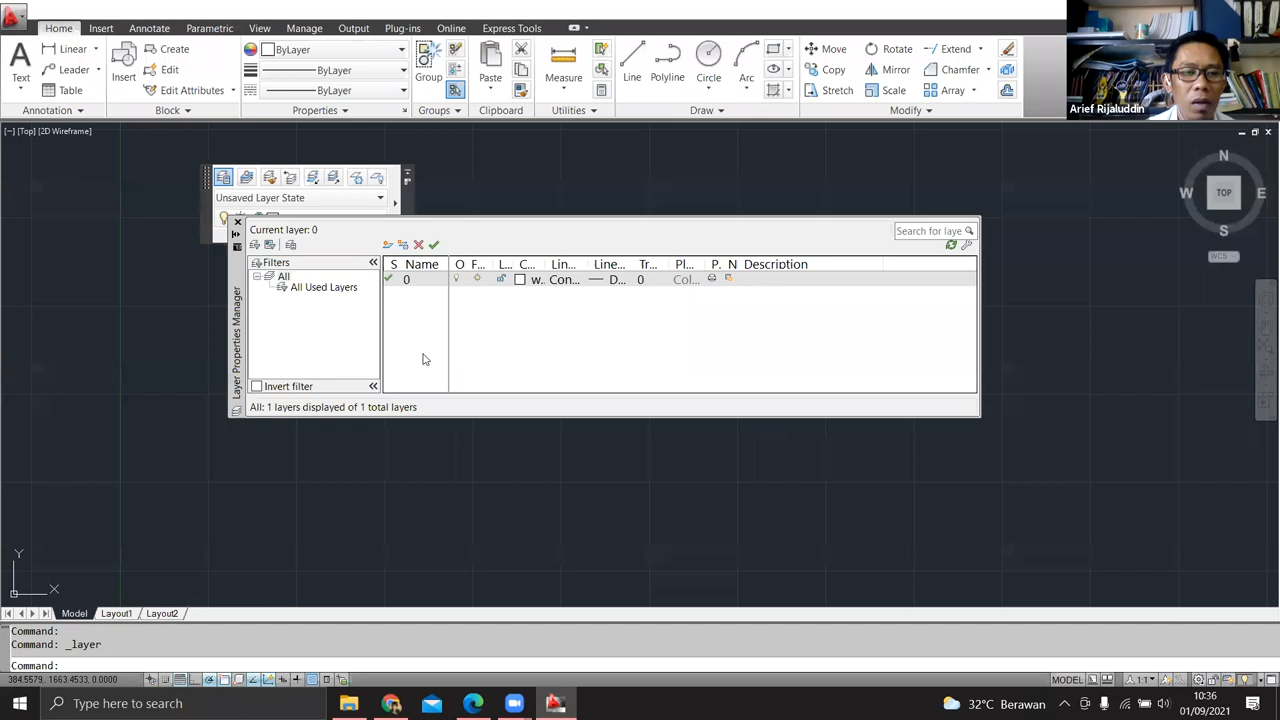 Home Insert Annotate Parametric View Manage Output Plug-ins Online Express Tools
Text
Linear
Leader
Table
Insert
Create
Edit
Edit Attributes
ByLayer
ByLayer
ByLayer
Group
Paste
Measure
Line Polyline Circle Arc
Move Rotate Extend
Copy Mirror Chamfer
Stretch Scale Array
Annotation Block Properties Groups Clipboard Utilities Draw Modify
Arief Rijaluddin
[−] [Top] [2D Wireframe]
N
W TOP E
S
WCS
Unsaved Layer State
Current layer: 0
Search for laye
Filters
All
All Used Layers
Invert filter
S Name O F... L... C... Lin... Line... Tr... Pl... P. N Description
0 w.. Con... D... 0 Col...
All: 1 layers displayed of 1 total layers
Layer Properties Manager
Y
X
Model Layout1 Layout2
Command:
Command: _layer
Command:
384.5579, 1663.4533, 0.0000
MODEL
1:1
Type here to search
32°C Berawan
10:36
01/09/2021